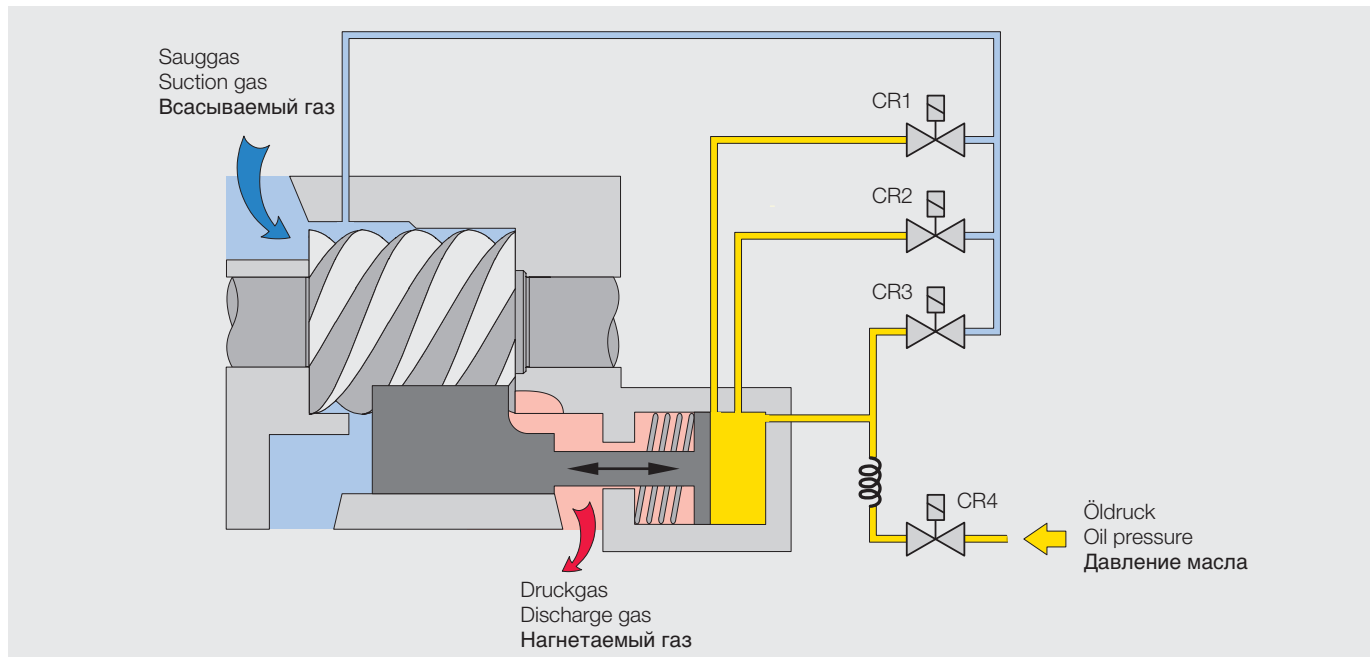 Sauggas
Suction gas
Всасываемый газ
CR1
CR2
CR3
CR4
Öldruck
Oil pressure
Давление масла
Druckgas
Discharge gas
Нагнетаемый газ